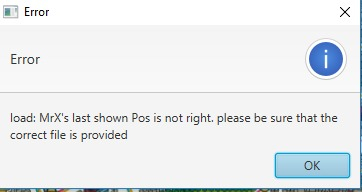 Error
Error
load: MrX's last shown Pos is not right. please be sure that the
correct file is provided
OK